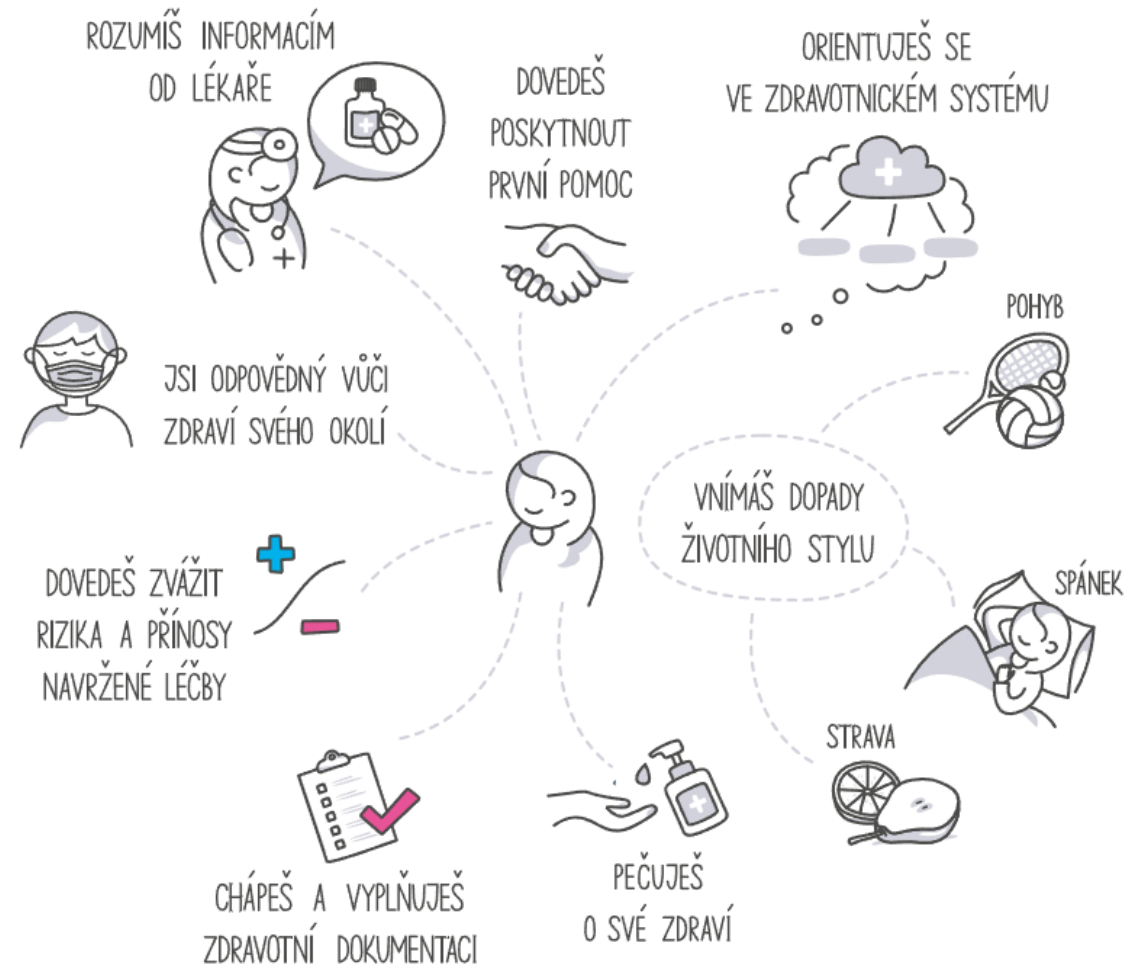 ROZUMÍŠ INFORMACÍM
OD LÉKAŘE
DOVEDEŠ
POSKYTNOUT
PRVNÍ POMOC
ORIENTUJEŠ SE
VE ZDRAVOTNICKÉM SYSTÉMU
POHYB
JSI ODPOVĚDNÝ VŮČI
ZDRAVÍ SVÉHO OKOLÍ
VNÍMÁŠ DOPADY
ŽIVOTNÍHO STYLU
SPÁNEK
DOVEDEŠ ZVÁŽIT
RIZIKA A PŘÍNOSY
NAVRŽENÉ LÉČBY
STRAVA
CHÁPEŠ A VYPLŇUJEŠ
ZDRAVOTNÍ DOKUMENTACI
PEČUJEŠ
O SVÉ ZDRAVÍ